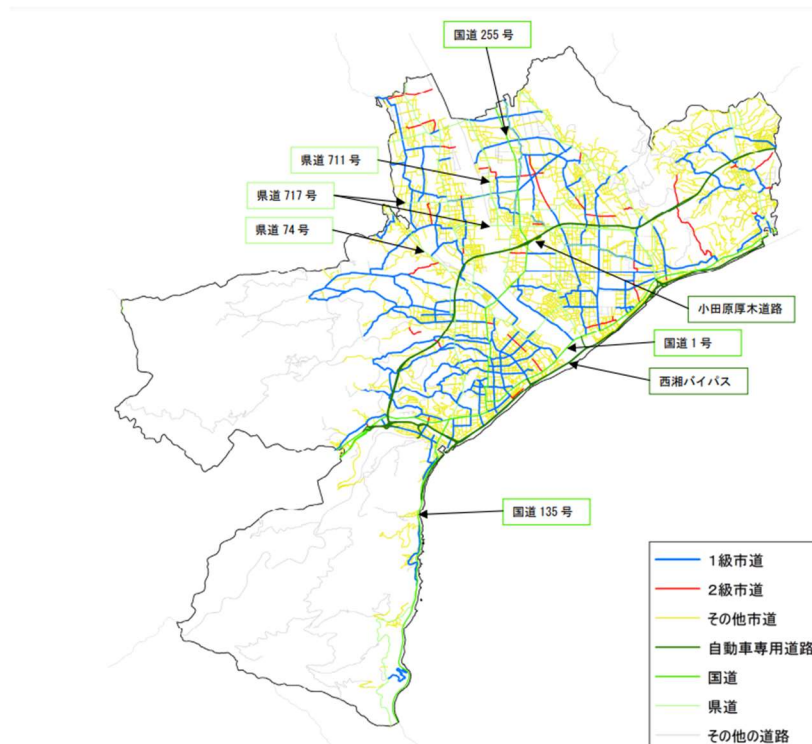 国道 255 号
県道 711 号
県道 717 号
県道 74 号
小田原厚木道路
国道 1 号
西湘バイパス
国道 135 号
1級市道
2級市道
その他市道
自動車専用道路
国道
県道
その他の道路